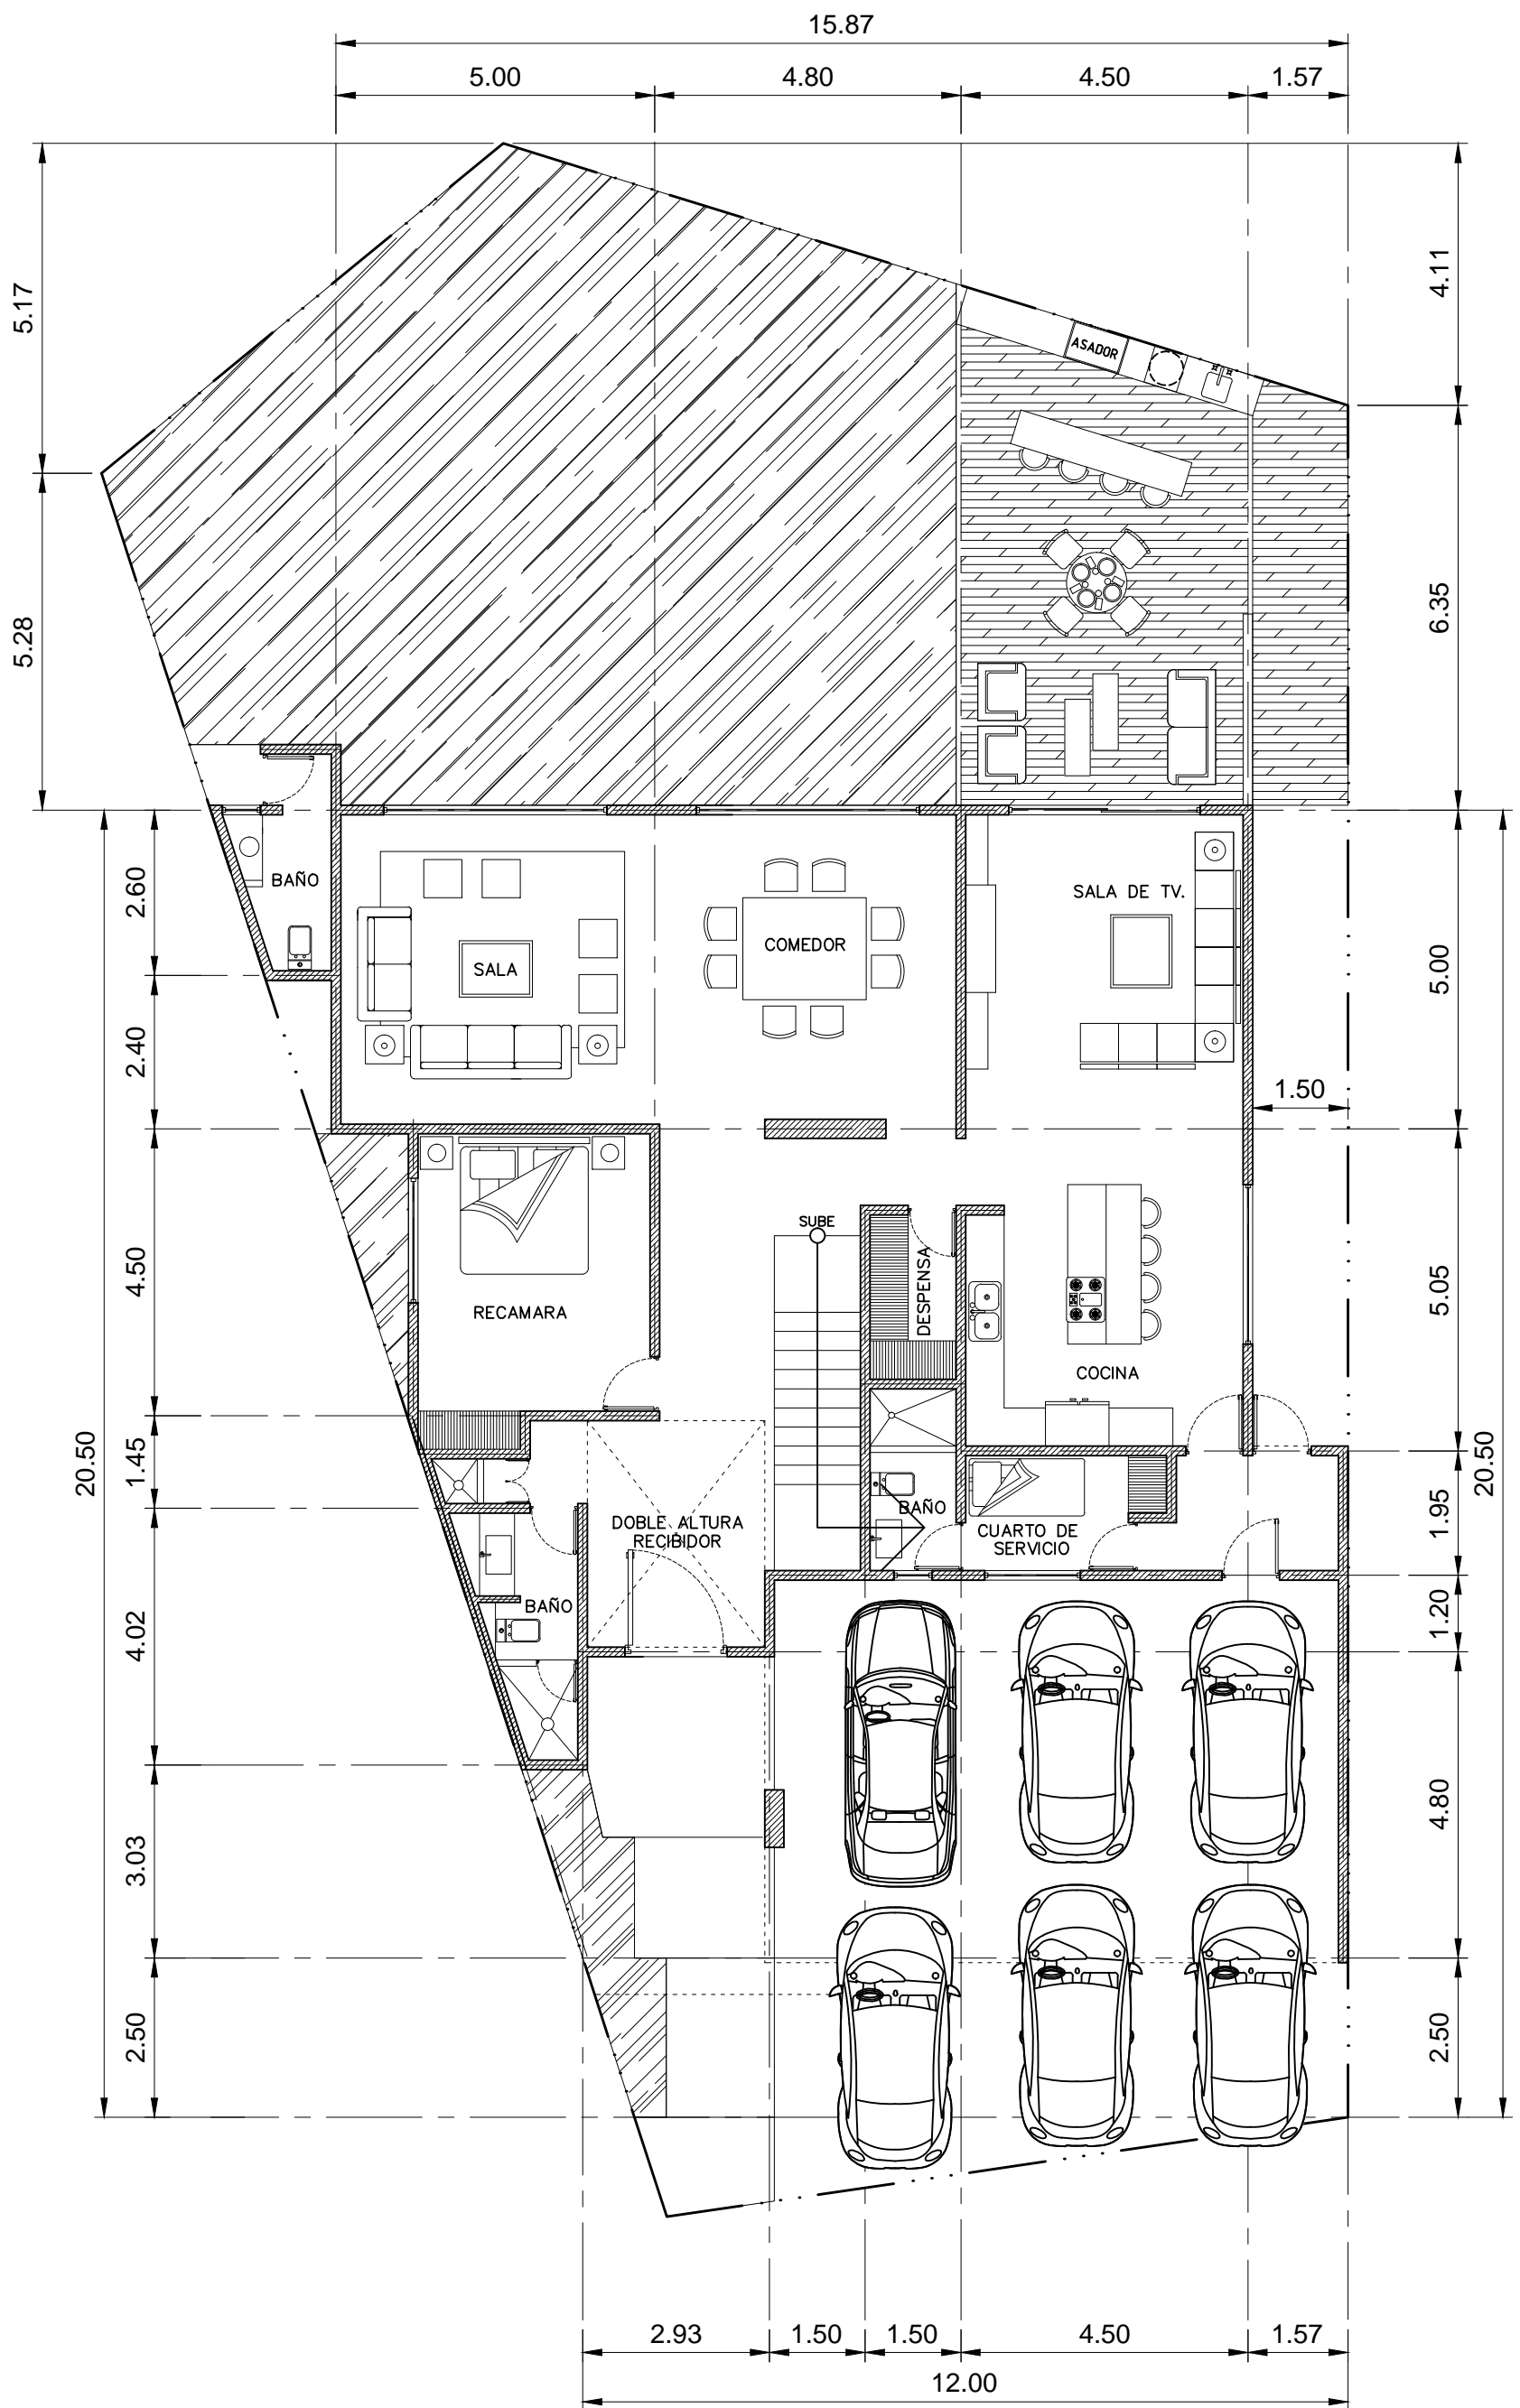 15.87
5.00
4.80
4.50
1.57
5.17
4.11
ASADOR
5.28
6.35
2.60
BAÑO
SALA DE TV.
COMEDOR
SALA
5.00
2.40
1.50
SUBE
4.50
DESPENSA
5.05
RECAMARA
COCINA
20.50
1.45
20.50
1.95
BAÑO
DOBLE ALTURA
RECIBIDOR
CUARTO DE
SERVICIO
BAÑO
1.20
4.02
4.80
3.03
2.50
2.50
2.93
1.50
1.50
4.50
1.57
12.00